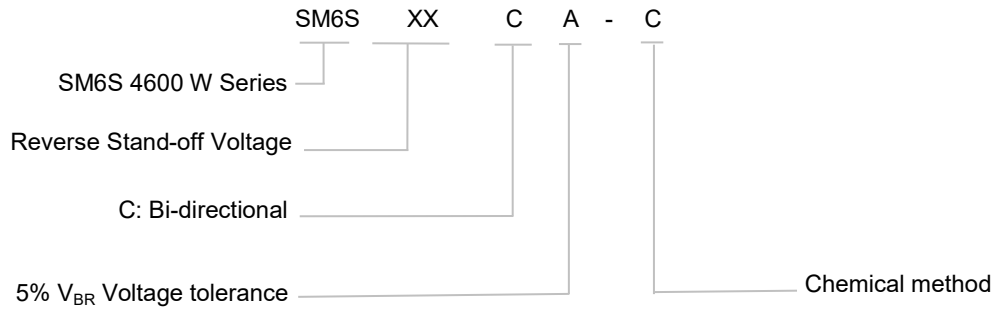 SM6S XX C A - C
SM6S 4600 W Series
Reverse Stand-off Voltage
C: Bi-directional
5% VBR Voltage tolerance
Chemical method